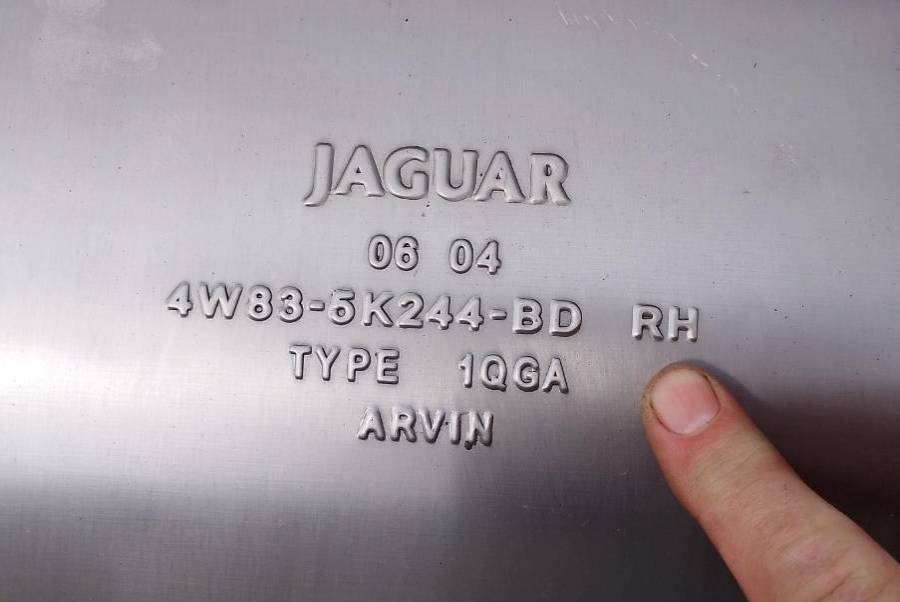 JAGUAR
06 04
4W83-5K244-BD RH
TYPE 1QGA
ARVIN